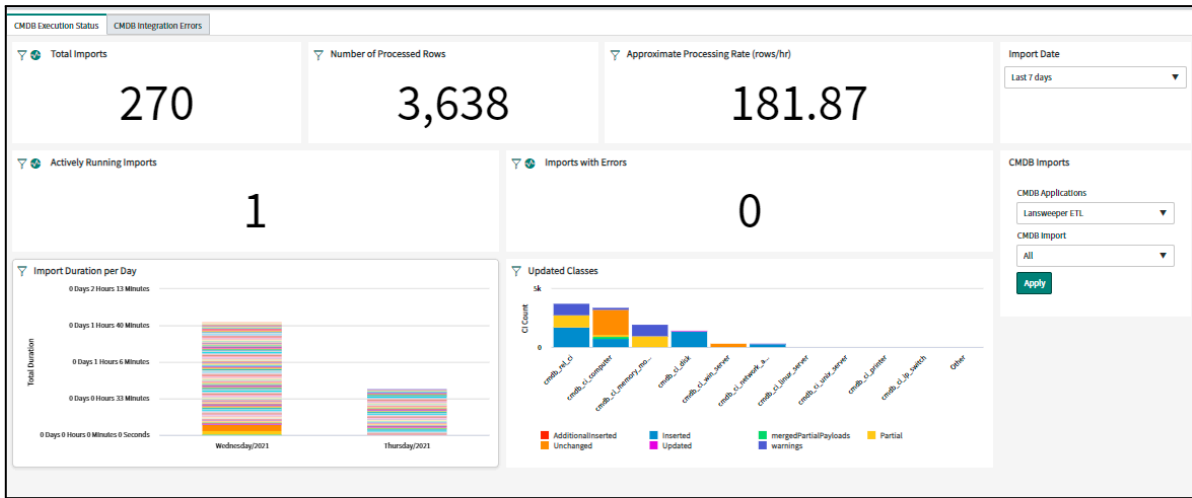 CMDB Execution Status
CMDB Integration Errors
Total Imports
270
Number of Processed Rows
3,638
Approximate Processing Rate (rows/hr)
181.87
Import Date
Last 7 days
Actively Running Imports
1
Imports with Errors
0
CMDB Imports
CMDB Applications
Lansweeper ETL
CMDB Import
All
Apply
Import Duration per Day
0 Days 2 Hours 13 Minutes
0 Days 1 Hours 40 Minutes
0 Days 1 Hours 6 Minutes
0 Days 0 Hours 33 Minutes
0 Days 0 Hours 0 Minutes 0 Seconds
Total Duration
Wednesday/2021
Thursday/2021
Updated Classes
5k
0
CI Count
cmdb_rel_ci
cmdb_ci_computer
cmdb_ci_memory_mo...
cmdb_ci_disk
cmdb_ci_win_server
cmdb_ci_network_a...
cmdb_ci_linux_server
cmdb_ci_unix_server
cmdb_ci_printer
cmdb_ci_ip_switch
Other
AdditionalInserted
Inserted
mergedPartialPayloads
Partial
Unchanged
Updated
warnings